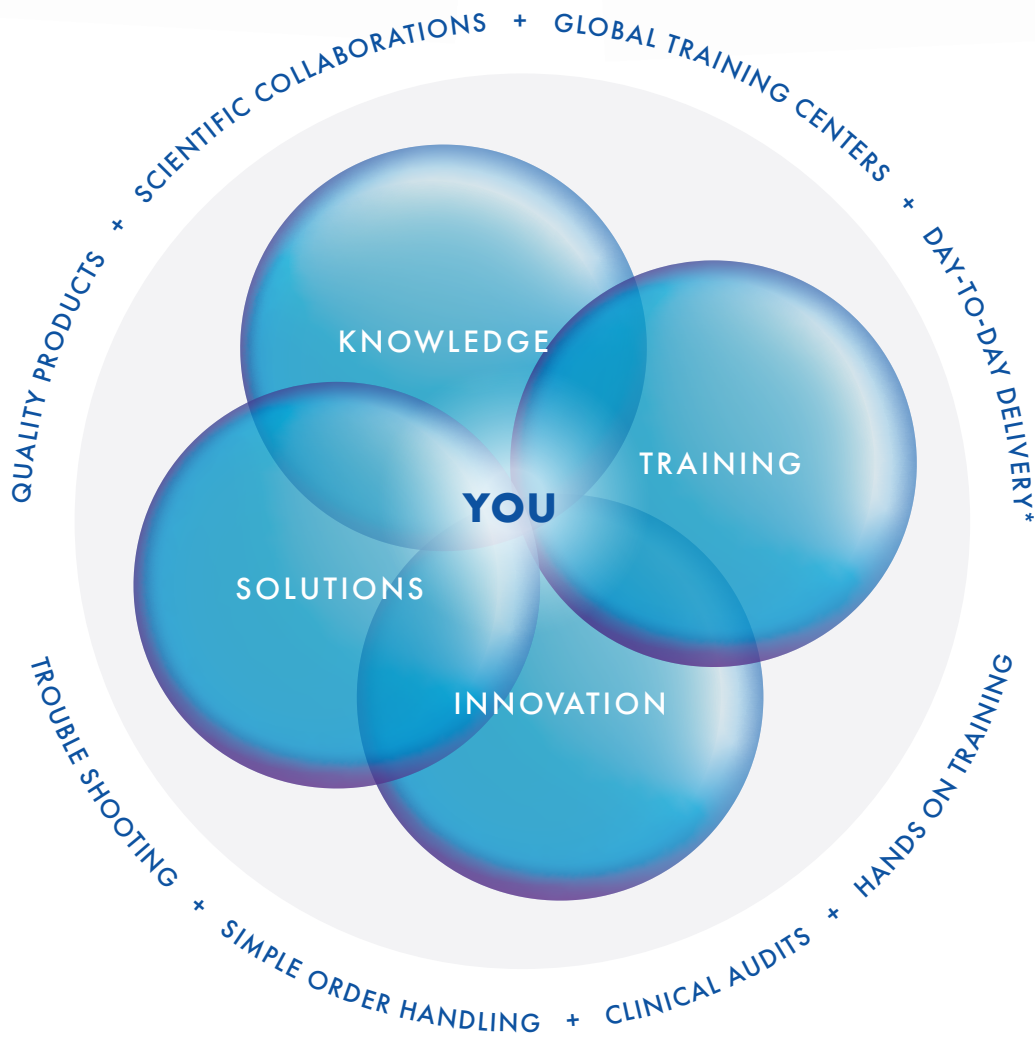 QUALITY PRODUCTS + SCIENTIFIC COLLABORATIONS + GLOBAL TRAINING CENTERS + DAY-TO-DAY DELIVERY*
KNOWLEDGE
TRAINING
YOU
SOLUTIONS
INNOVATION
TROUBLE SHOOTING + SIMPLE ORDER HANDLING + CLINICAL AUDITS + HANDS ON TRAINING